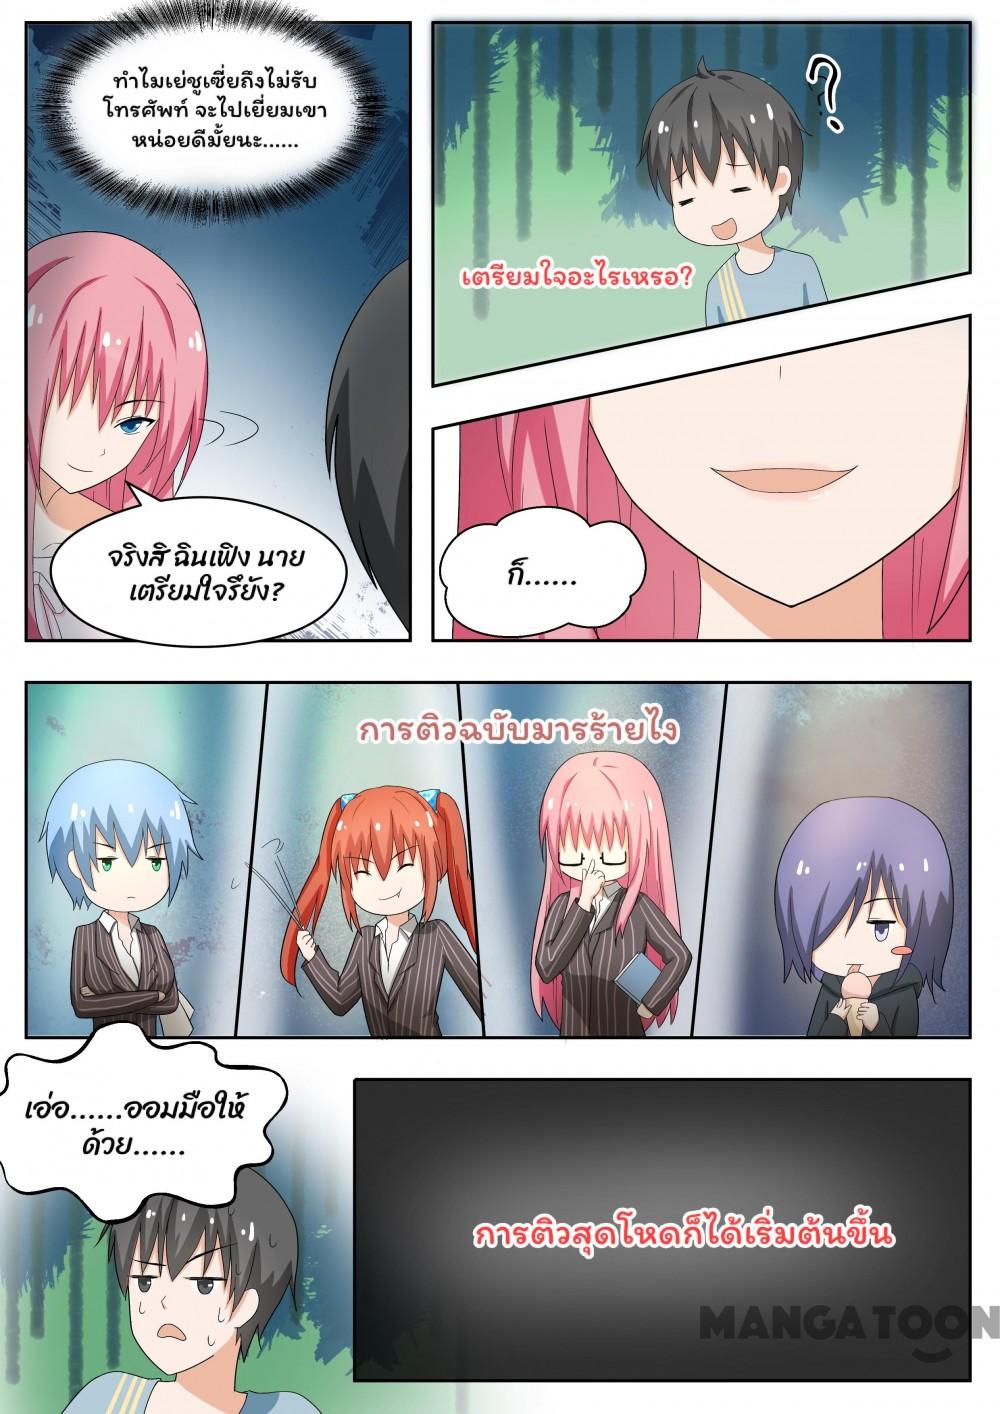 ทำไมเย่ชูเซี่ยถึงไม่รับ
โทรศัพท์ จะไปเยี่ยมเขา
หน่อยดีมั้ยนะ......
?
เตรียมใจอะไรเหรอ?
จริงสิ ฉินเฟิง นาย
เตรียมใจรึยัง?
ก็......
การติวฉบับมารร้ายไง
เอ่อ......ออมมือให้
ด้วย......
การติวสุดโหดก็ได้เริ่มต้นขึ้น
MANGATOON